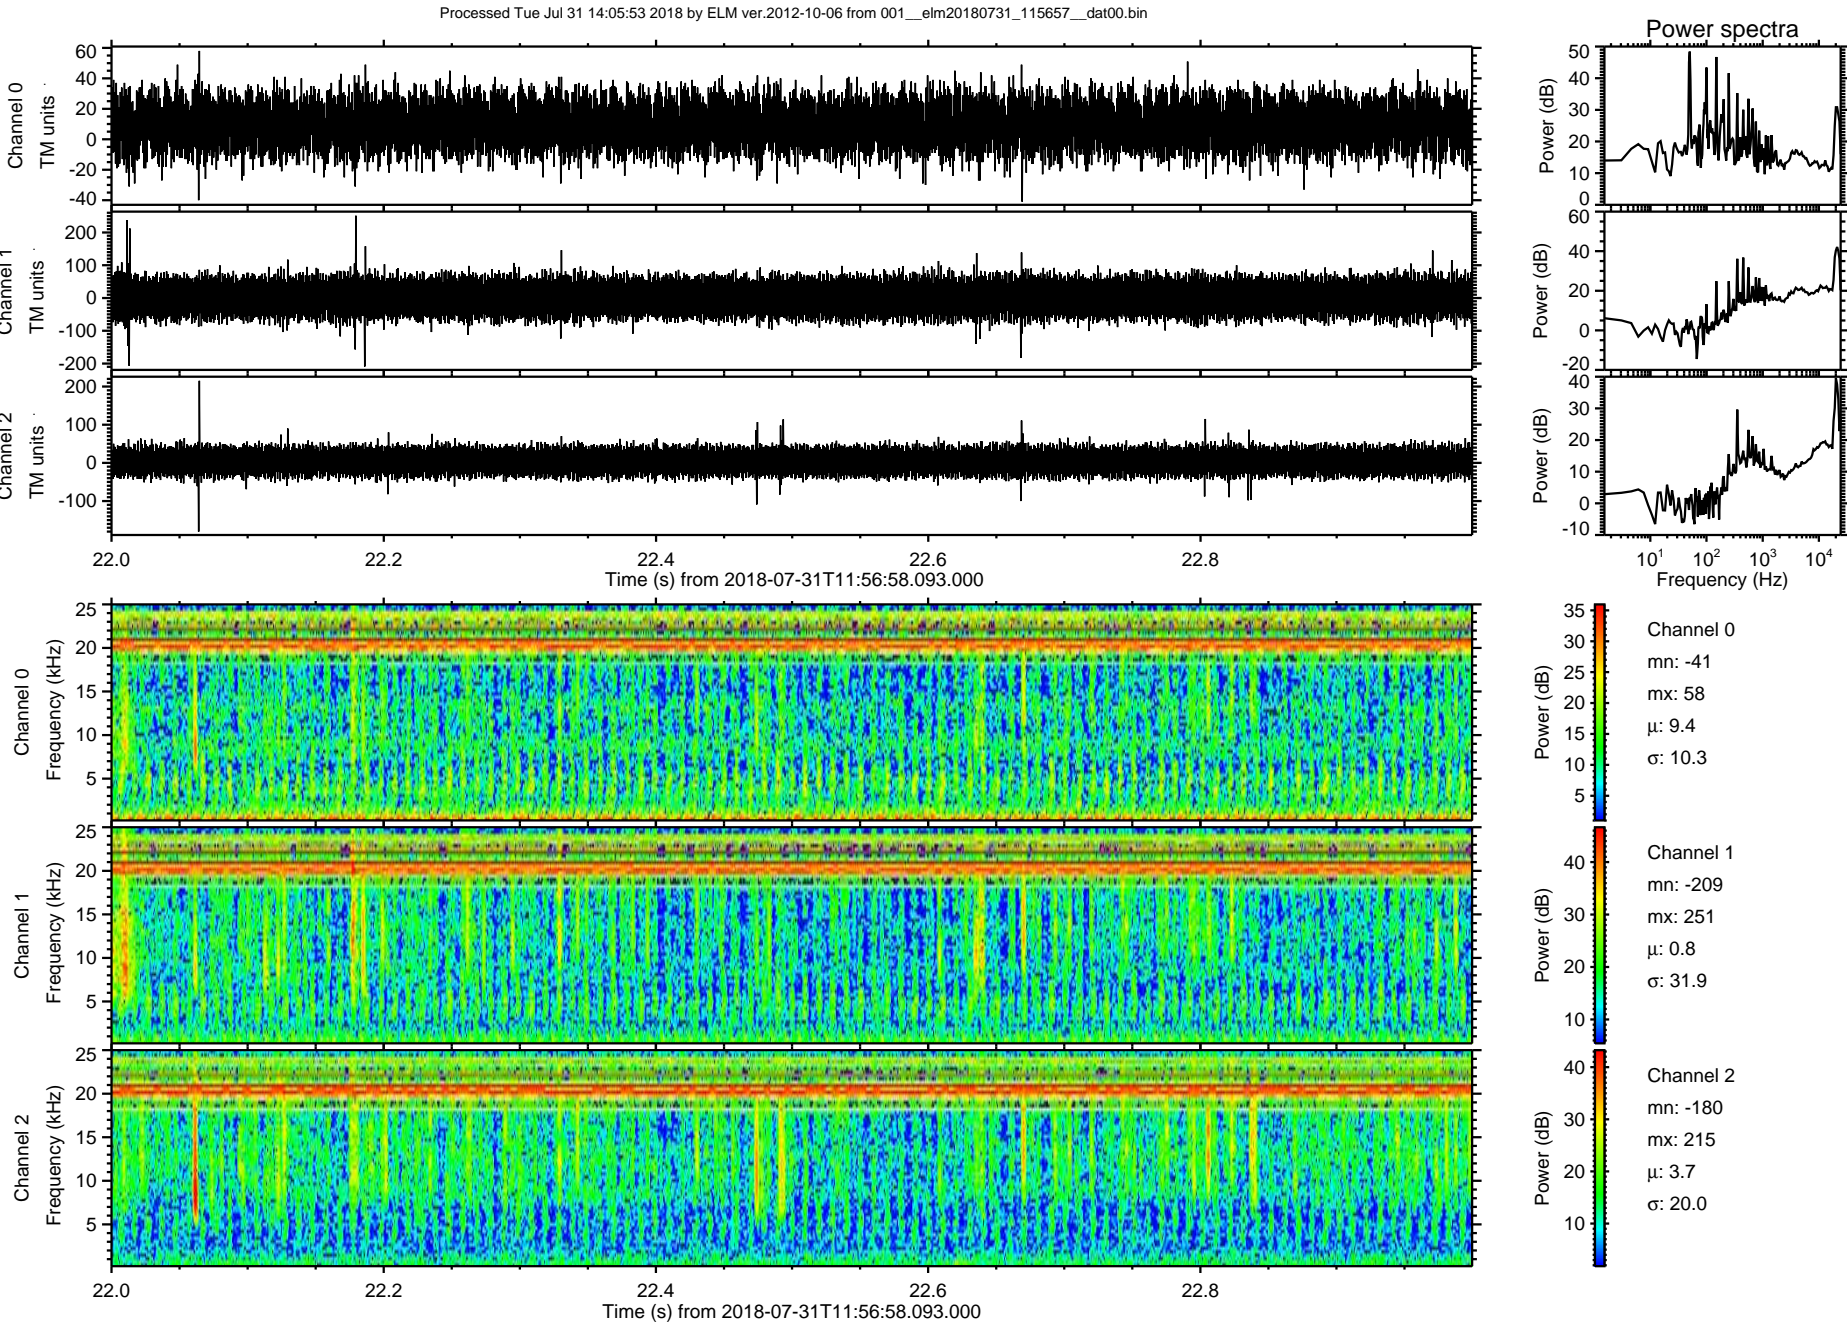 Processed Tue Jul 31 14:05:53 2018 by ELM ver.2012-10-06 from 001__elm20180731_115657__dat00.bin
Power spectra
Channel 0
TM units
60
40
20
0
-20
-40
Power (dB)
50
40
30
20
10
0
Channel 1
TM units
200
100
0
-100
-200
Power (dB)
60
40
20
0
-20
Channel 2
TM units
200
100
0
-100
Power (dB)
40
30
20
10
0
-10
22.0 22.2 22.4 22.6 22.8
Time (s) from 2018-07-31T11:56:58.093.000
10^1 10^2 10^3 10^4
Frequency (Hz)
Channel 0
Frequency (kHz)
25
20
15
10
5
Power (dB)
35
30
25
20
15
10
5
Channel 0
mn: -41
mx: 58
μ: 9.4
σ: 10.3
Channel 1
Frequency (kHz)
25
20
15
10
5
Power (dB)
40
30
20
10
Channel 1
mn: -209
mx: 251
μ: 0.8
σ: 31.9
Channel 2
Frequency (kHz)
25
20
15
10
5
Power (dB)
40
30
20
10
Channel 2
mn: -180
mx: 215
μ: 3.7
σ: 20.0
22.0 22.2 22.4 22.6 22.8
Time (s) from 2018-07-31T11:56:58.093.000